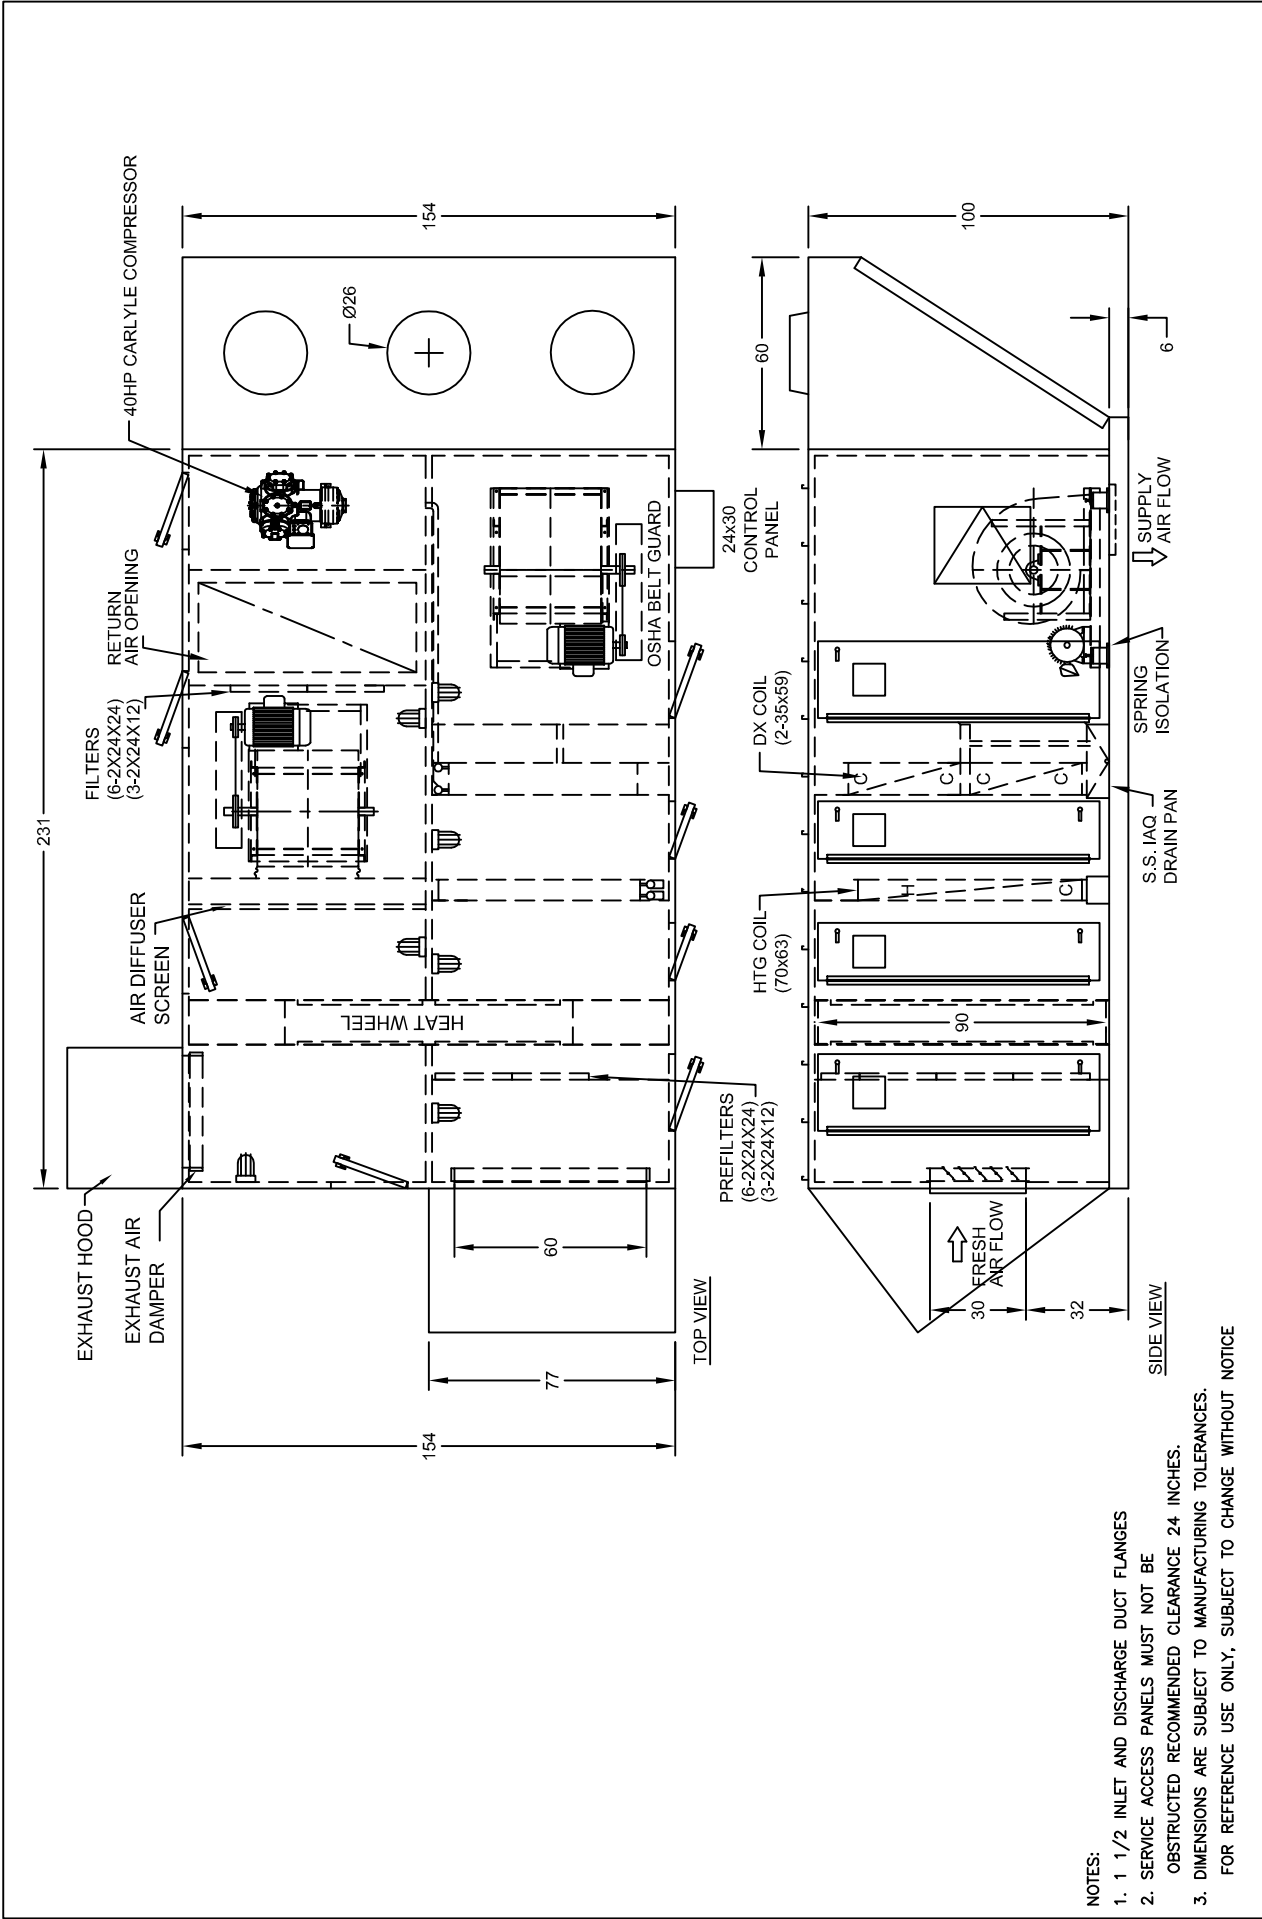 231
40HP CARLYLE COMPRESSOR
RETURN
AIR OPENING
FILTERS
(6-2X24X24)
(3-2X24X12)
AIR DIFFUSER
SCREEN
EXHAUST HOOD
EXHAUST AIR
DAMPER
HEAT WHEEL
Ø26
154
OSHA BELT GUARD
24x30
CONTROL
PANEL
PREFILTERS
(6-2X24X24)
(3-2X24X12)
60
77
154
TOP VIEW
60
100
6
DX COIL
(2-35x59)
HTG COIL
(70x63)
C
C
C
C
H
C
90
FRESH
AIR FLOW
30
32
SUPPLY
AIR FLOW
SPRING
ISOLATION
S.S. IAQ
DRAIN PAN
SIDE VIEW
NOTES:
1. 1 1/2 INLET AND DISCHARGE DUCT FLANGES
2. SERVICE ACCESS PANELS MUST NOT BE
OBSTRUCTED RECOMMENDED CLEARANCE 24 INCHES.
3. DIMENSIONS ARE SUBJECT TO MANUFACTURING TOLERANCES.
FOR REFERENCE USE ONLY, SUBJECT TO CHANGE WITHOUT NOTICE